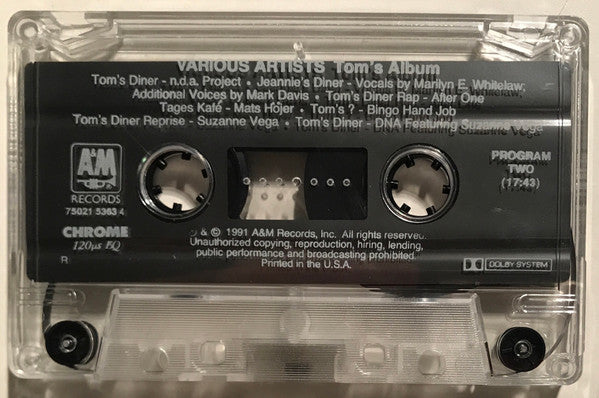 VARIOUS ARTISTS Tom's Album
Tom's Diner - n.d.a. Project • Jeannie's Diner - Vocals by Marilyn E. Whitelaw;
Additional Voices by Mark Davis • Tom's Diner Rap - After One
Tages Kafé - Mats Höjer • Tom's ? - Bingo Hand Job
Tom's Diner Reprise - Suzanne Vega • Tom's Diner - DNA Featuring Suzanne Vega
A&M
RECORDS
75021 5363 4
CHROME
120µs EQ
R
PROGRAM
TWO
(17:43)
℗ & © 1991 A&M Records, Inc. All rights reserved.
Unauthorized copying, reproduction, hiring, lending,
public performance and broadcasting prohibited.
Printed in the U.S.A.
DOLBY SYSTEM